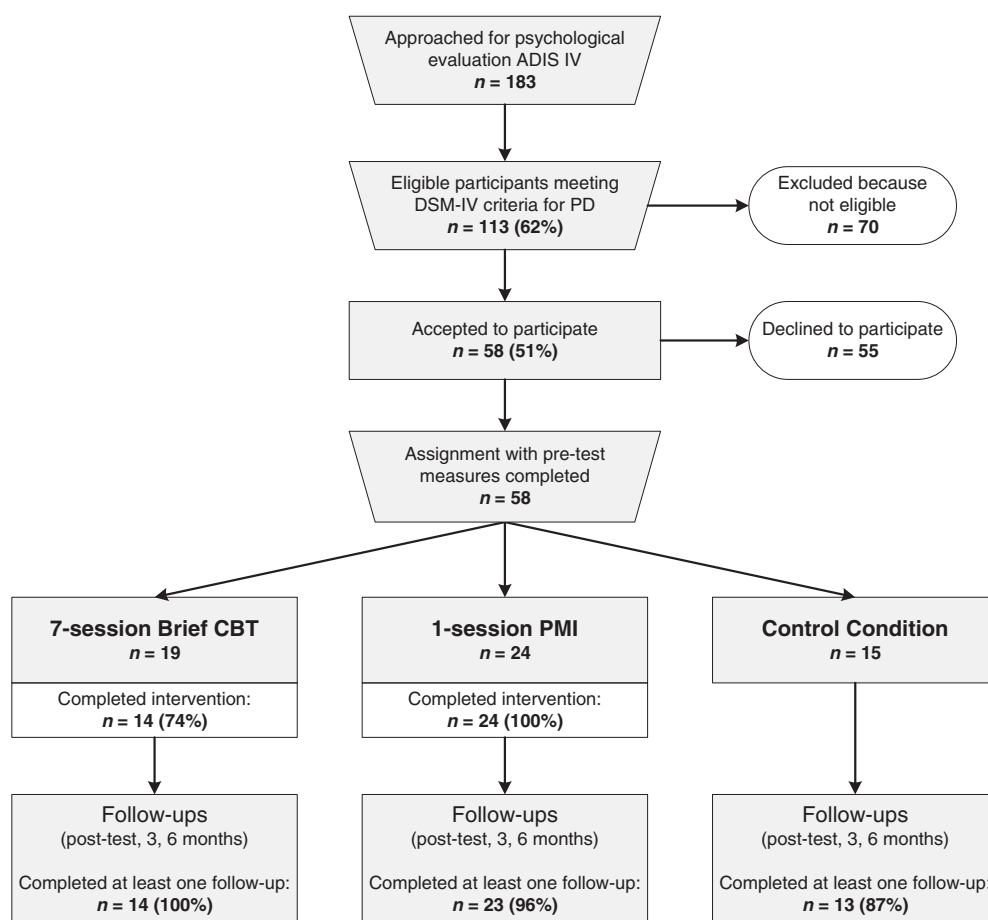 Approached for psychological
evaluation ADIS IV
n = 183
Eligible participants meeting
DSM-IV criteria for PD
n = 113 (62%)
Excluded because
not eligible
n = 70
Accepted to participate
n = 58 (51%)
Declined to participate
n = 55
Assignment with pre-test
measures completed
n = 58
7-session Brief CBT
n = 19
Completed intervention:
n = 14 (74%)
1-session PMI
n = 24
Completed intervention:
n = 24 (100%)
Control Condition
n = 15
Follow-ups
(post-test, 3, 6 months)
Completed at least one follow-up:
n = 14 (100%)
Follow-ups
(post-test, 3, 6 months)
Completed at least one follow-up:
n = 23 (96%)
Follow-ups
(post-test, 3, 6 months)
Completed at least one follow-up:
n = 13 (87%)